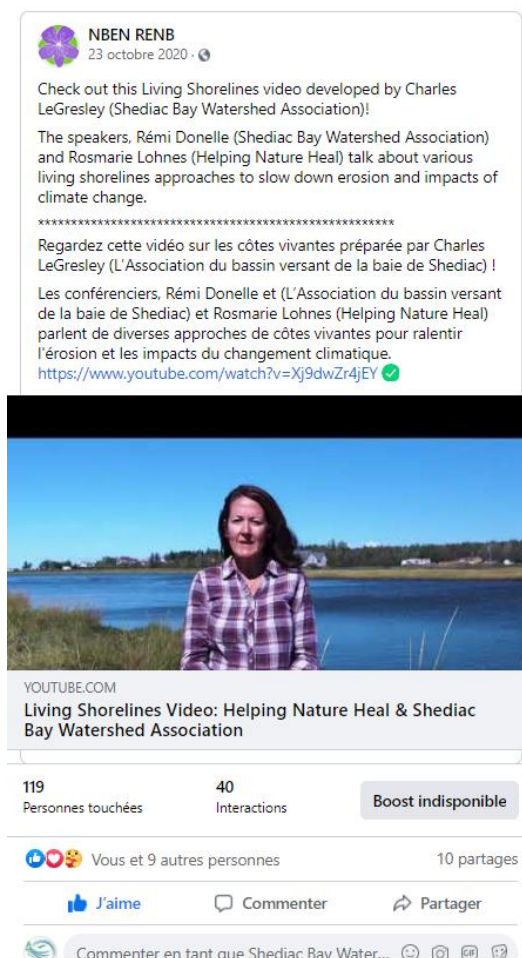 NBEN RENB
23 octobre 2020 ·
Check out this Living Shorelines video developed by Charles
LeGresley (Shediac Bay Watershed Association)!
The speakers, Rémi Donelle (Shediac Bay Watershed Association)
and Rosmarie Lohnes (Helping Nature Heal) talk about various
living shorelines approaches to slow down erosion and impacts of
climate change.
******************************************************
Regardez cette vidéo sur les côtes vivantes préparée par Charles
LeGresley (L'Association du bassin versant de la baie de Shediac) !
Les conférenciers, Rémi Donelle et (L'Association du bassin versant
de la baie de Shediac) et Rosmarie Lohnes (Helping Nature Heal)
parlent de diverses approches de côtes vivantes pour ralentir
l'érosion et les impacts du changement climatique.
https://www.youtube.com/watch?v=Xj9dwZr4jEY
YOUTUBE.COM
Living Shorelines Video: Helping Nature Heal & Shediac
Bay Watershed Association
119 40
Personnes touchées Interactions Boost indisponible
Vous et 9 autres personnes 10 partages
J'aime Commenter Partager
Commenter en tant que Shediac Bay Water... GIF